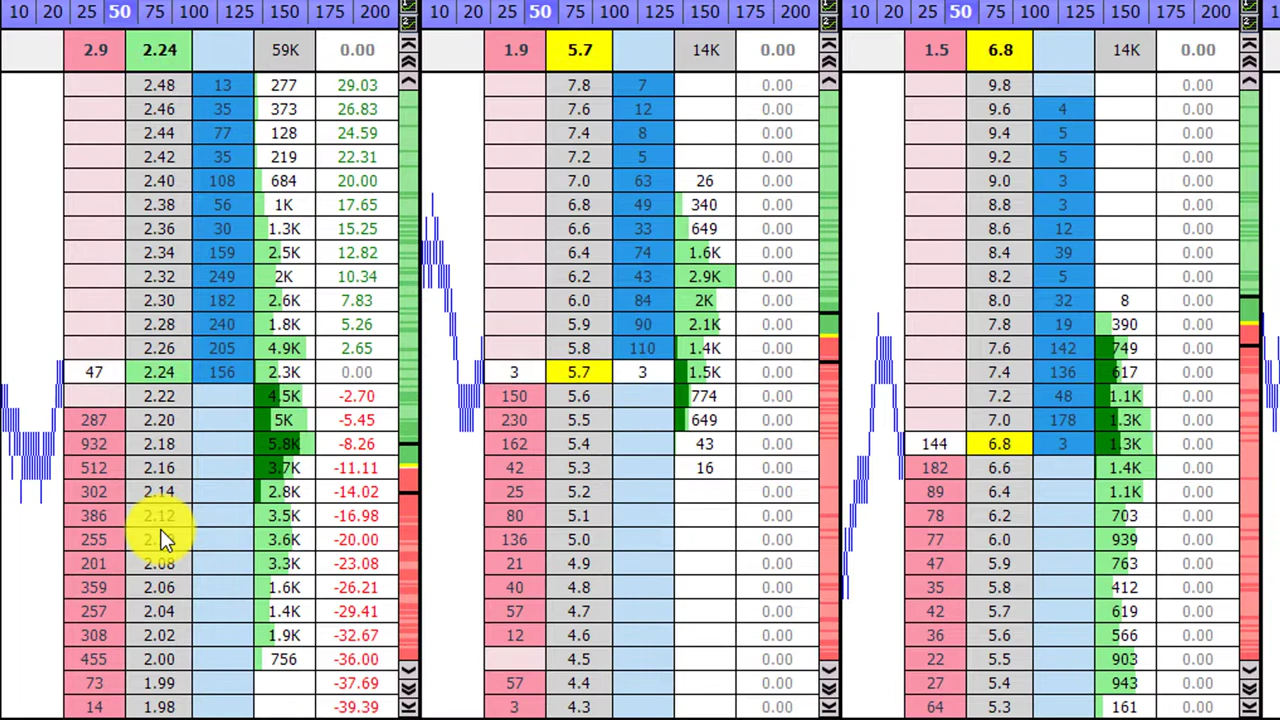 10 20 50 75 100 125 150 200 10 20 25 50 75 100 125 150 200 10 20 25 50 75 100 125 150 200
2.9 2.24 59K 0.00 1.9 5.7 14K 0.00 1.5 6.8 14K 0.00
2.48 13 277 29.03 7.8 7 0.00 9.8 0.00
2.46 35 373 26.83 7.6 12 0.00 9.6 4 0.00
2.44 77 128 24.59 7.4 8 0.00 9.4 5 0.00
2.42 35 219 22.31 7.2 5 0.00 9.2 5 0.00
2.40 108 684 20.00 7.0 63 26 0.00 9.0 3 0.00
2.38 56 1K 17.65 6.8 49 340 0.00 8.8 3 0.00
2.36 30 1.3K 15.25 6.6 33 649 0.00 8.6 12 0.00
2.34 159 2.5K 12.82 6.4 74 1.6K 0.00 8.4 39 0.00
2.32 249 2K 10.34 6.2 43 2.9K 0.00 8.2 5 0.00
2.30 182 2.6K 7.83 6.0 84 2K 0.00 8.0 32 8 0.00
2.28 240 1.8K 5.26 5.9 90 2.1K 0.00 7.8 19 390 0.00
2.26 205 4.9K 2.65 5.8 110 1.4K 0.00 7.6 142 749 0.00
47 2.24 156 2.3K 0.00 3 5.7 3 1.5K 0.00 7.4 136 617 0.00
2.22 4.5K -2.70 150 5.6 774 0.00 7.2 48 1.1K 0.00
287 2.20 5K -5.45 230 5.5 649 0.00 7.0 178 1.3K 0.00
932 2.18 5.8K -8.26 162 5.4 43 0.00 144 6.8 3 1.3K 0.00
512 2.16 3.7K -11.11 42 5.3 16 0.00 182 6.6 1.4K 0.00
302 2.14 2.8K -14.02 25 5.2 0.00 89 6.4 1.1K 0.00
386 2.12 3.5K -16.98 80 5.1 0.00 78 6.2 703 0.00
255 3.6K -20.00 136 5.0 0.00 77 6.0 939 0.00
201 2.08 3.3K -23.08 21 4.9 0.00 47 5.9 763 0.00
359 2.06 1.6K -26.21 40 4.8 0.00 35 5.8 412 0.00
257 2.04 1.4K -29.41 57 4.7 0.00 42 5.7 619 0.00
308 2.02 1.9K -32.67 12 4.6 0.00 36 5.6 566 0.00
455 2.00 756 -36.00 4.5 0.00 22 5.5 903 0.00
73 1.99 -37.69 57 4.4 0.00 27 5.4 943 0.00
14 1.98 -39.39 3 4.3 0.00 64 5.3 161 0.00